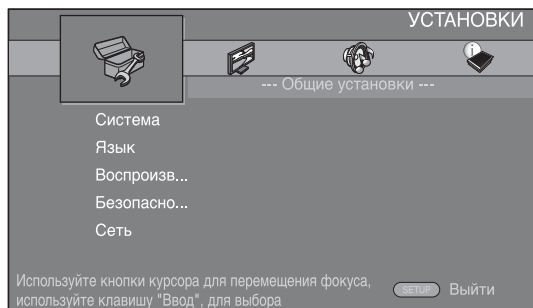 УСТАНОВКИ
--- Общие установки ---
Система
Язык
Воспроизв...
Безопасно...
Сеть
Используйте кнопки курсора для перемещения фокуса,
используйте клавишу "Ввод", для выбора
SETUP Выйти